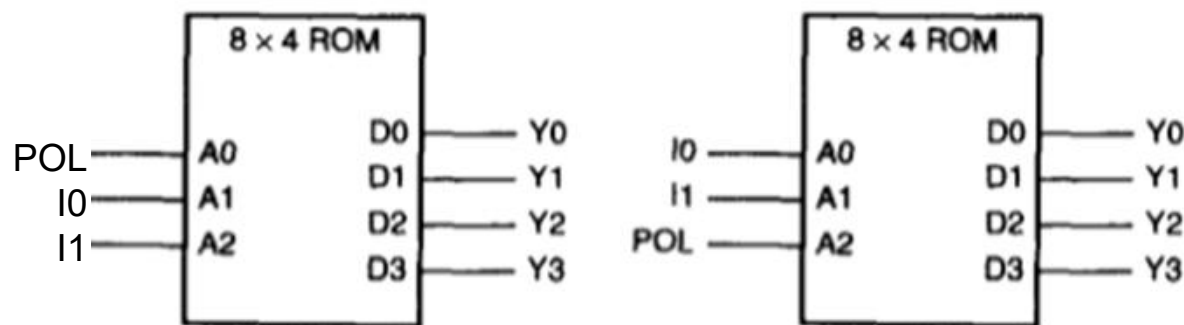 8 × 4 ROM
POL A0 D0 Y0
I0 A1 D1 Y1
I1 A2 D2 Y2
D3 Y3
8 × 4 ROM
I0 A0 D0 Y0
I1 A1 D1 Y1
POL A2 D2 Y2
D3 Y3